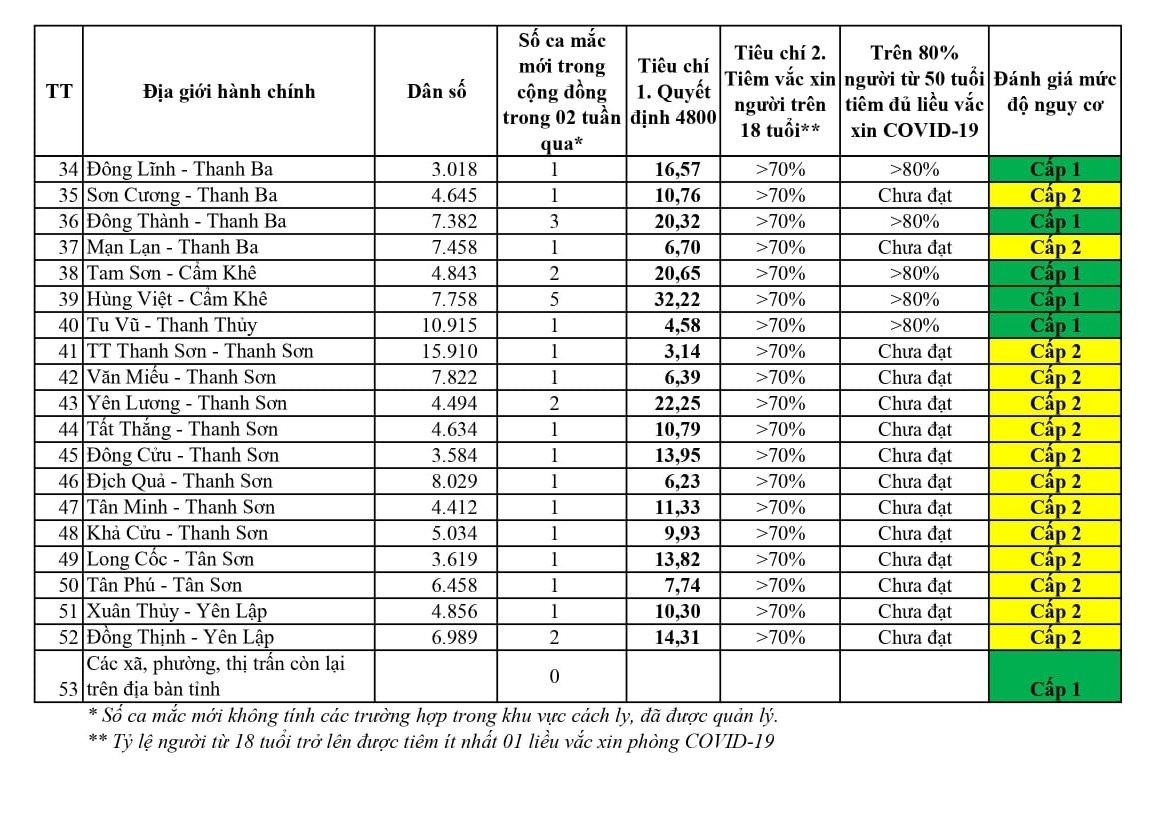 TT Địa giới hành chính Dân số Số ca mắc mới trong cộng đồng trong 02 tuần qua* Tiêu chí 1. Quyết định 4800 Tiêu chí 2. Tiêm vắc xin người trên 18 tuổi** Trên 80% người từ 50 tuổi tiêm đủ liều vắc xin COVID-19 Đánh giá mức độ nguy cơ
34 Đông Lĩnh - Thanh Ba 3.018 1 16,57 >70% >80% Cấp 1
35 Sơn Cương - Thanh Ba 4.645 1 10,76 >70% Chưa đạt Cấp 2
36 Đông Thành - Thanh Ba 7.382 3 20,32 >70% >80% Cấp 1
37 Mạn Lạn - Thanh Ba 7.458 1 6,70 >70% Chưa đạt Cấp 2
38 Tam Sơn - Cẩm Khê 4.843 2 20,65 >70% >80% Cấp 1
39 Hùng Việt - Cẩm Khê 7.758 5 32,22 >70% >80% Cấp 1
40 Tu Vũ - Thanh Thủy 10.915 1 4,58 >70% >80% Cấp 1
41 TT Thanh Sơn - Thanh Sơn 15.910 1 3,14 >70% Chưa đạt Cấp 2
42 Văn Miếu - Thanh Sơn 7.822 1 6,39 >70% Chưa đạt Cấp 2
43 Yên Lương - Thanh Sơn 4.494 2 22,25 >70% Chưa đạt Cấp 2
44 Tất Thắng - Thanh Sơn 4.634 1 10,79 >70% Chưa đạt Cấp 2
45 Đông Cửu - Thanh Sơn 3.584 1 13,95 >70% Chưa đạt Cấp 2
46 Địch Quả - Thanh Sơn 8.029 1 6,23 >70% Chưa đạt Cấp 2
47 Tân Minh - Thanh Sơn 4.412 1 11,33 >70% Chưa đạt Cấp 2
48 Khả Cửu - Thanh Sơn 5.034 1 9,93 >70% Chưa đạt Cấp 2
49 Long Cốc - Tân Sơn 3.619 1 13,82 >70% Chưa đạt Cấp 2
50 Tân Phú - Tân Sơn 6.458 1 7,74 >70% Chưa đạt Cấp 2
51 Xuân Thủy - Yên Lập 4.856 1 10,30 >70% Chưa đạt Cấp 2
52 Đồng Thịnh - Yên Lập 6.989 2 14,31 >70% Chưa đạt Cấp 2
53 Các xã, phường, thị trấn còn lại trên địa bàn tỉnh 0 Cấp 1
* Số ca mắc mới không tính các trường hợp trong khu vực cách ly, đã được quản lý.
** Tỷ lệ người từ 18 tuổi trở lên được tiêm ít nhất 01 liều vắc xin phòng COVID-19